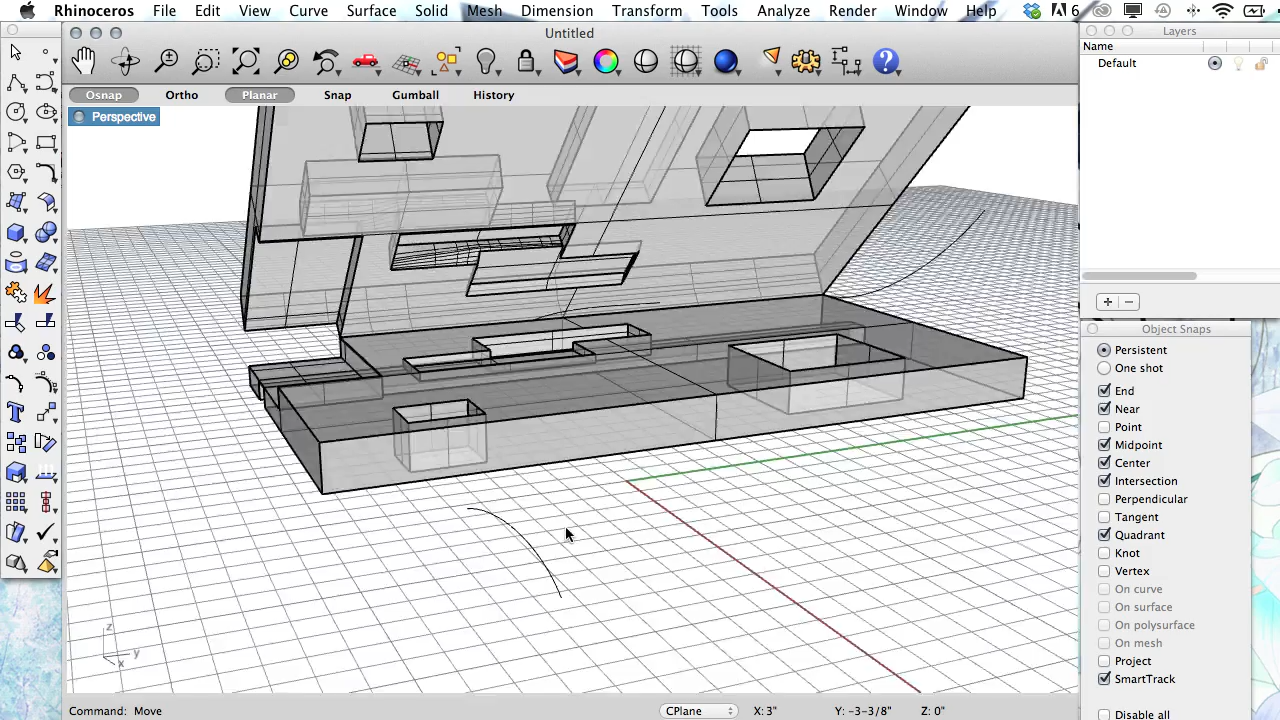 Rhinoceros File Edit View Curve Surface Solid Mesh Dimension Transformation Tools Analyze Render Window Help A 6
Untitled
Layers
Name
Default
Osnap Ortho Planar Snap Gumball History
Perspective
Object Snaps
Persistent
One shot
End
Near
Point
Midpoint
Center
Intersection
Perpendicular
Tangent
Quadrant
Knot
Vertex
On curve
On surface
On polysurface
On mesh
Project
SmartTrack
Disable all
z
y
x
Command: Move CPlane X: 3" Y: -3-3/8" Z: 0"